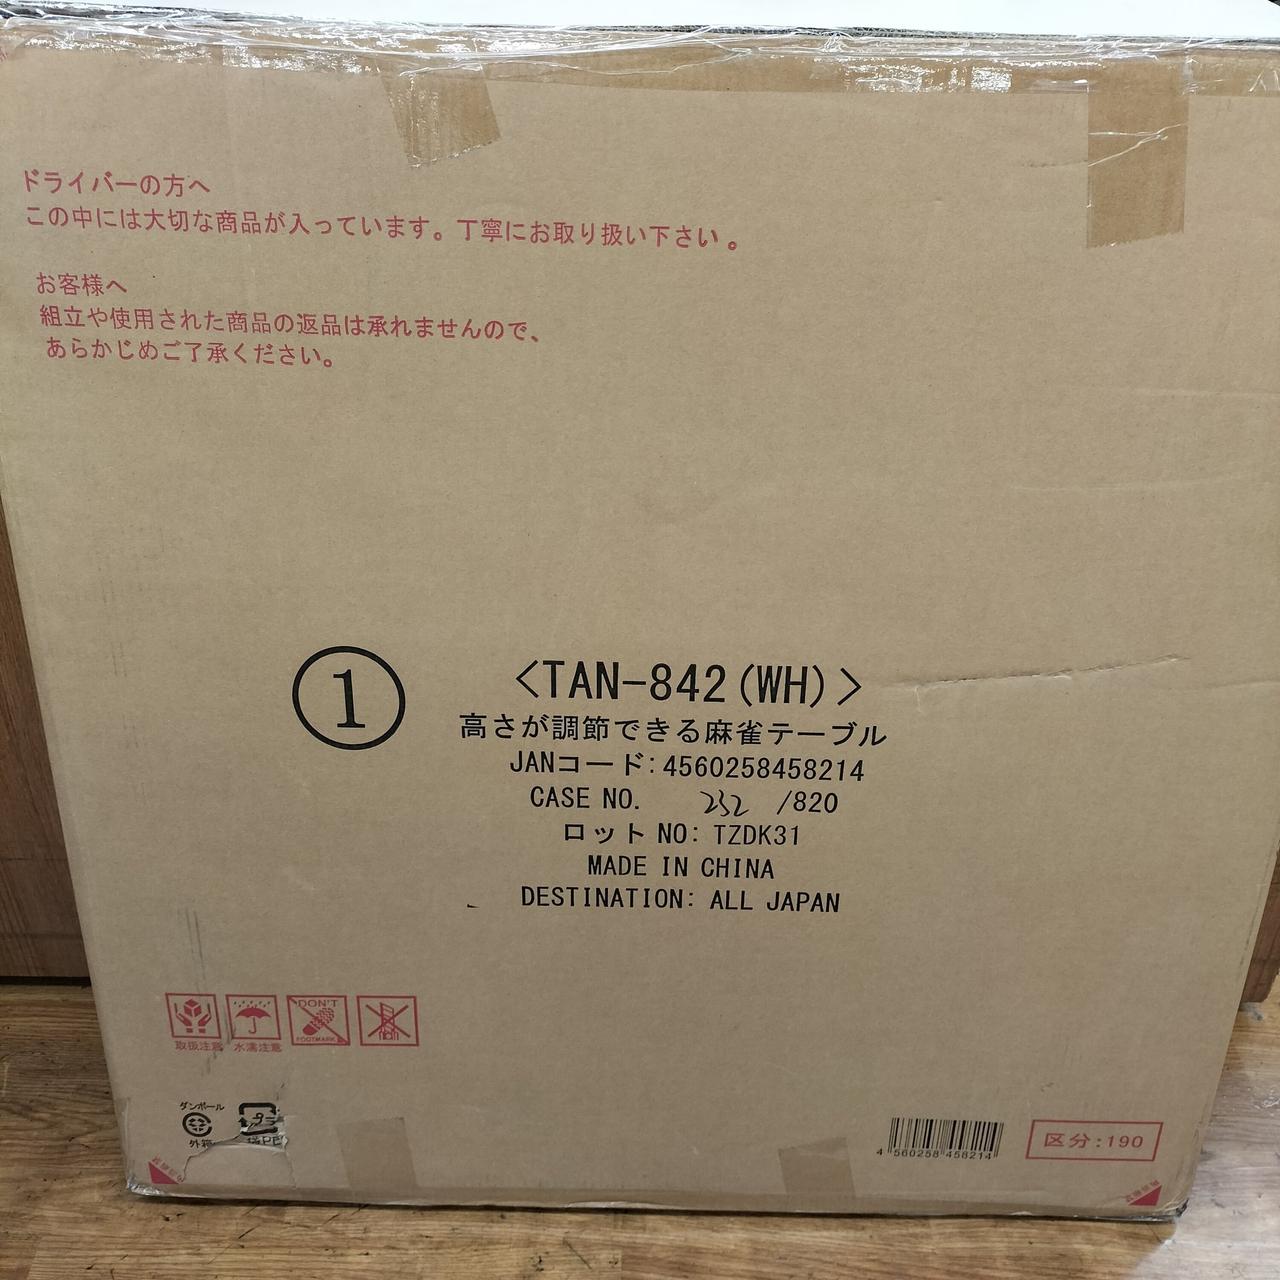 ドライバーの方へ
この中には大切な商品が入っています。丁寧にお取り扱い下さい。
お客様へ
組立や使用された商品の返品は承れませんので、
あらかじめご了承ください。
①
<TAN-842(WH)>
高さが調節できる麻雀テーブル
JANコード:4560258458214
CASE NO. 232 /820
ロット NO: TZDK31
MADE IN CHINA
DESTINATION: ALL JAPAN
DON'T
FOOTMARK
取扱注意 水濡注意
ダンボール
外箱
プラ
PE
4 560258 458214
区分:190